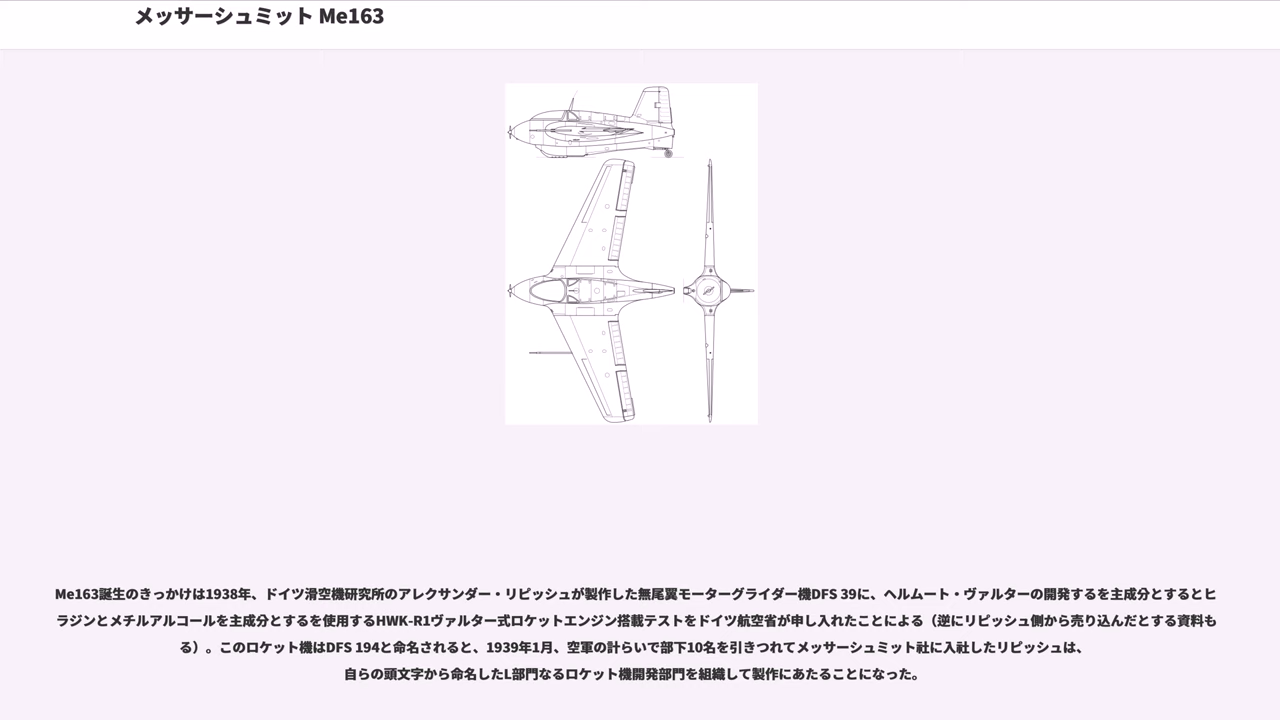 メッサーシュミット Me163
Me163誕生のきっかけは1938年、ドイツ滑空機研究所のアレクサンダー・リピッシュが製作した無尾翼モーターグライダー機DFS 39に、ヘルムート・ヴァルターの開発するを主成分とするとヒ
ラジンとメチルアルコールを主成分とするを使用するHWK-R1ヴァルター式ロケットエンジン搭載テストをドイツ航空省が申し入れたことによる（逆にリピッシュ側から売り込んだとする資料も
る）。このロケット機はDFS 194と命名されると、1939年1月、空軍の計らいで部下10名を引きつれてメッサーシュミット社に入社したリピッシュは、
自らの頭文字から命名したL部門なるロケット機開発部門を組織して製作にあたることになった。